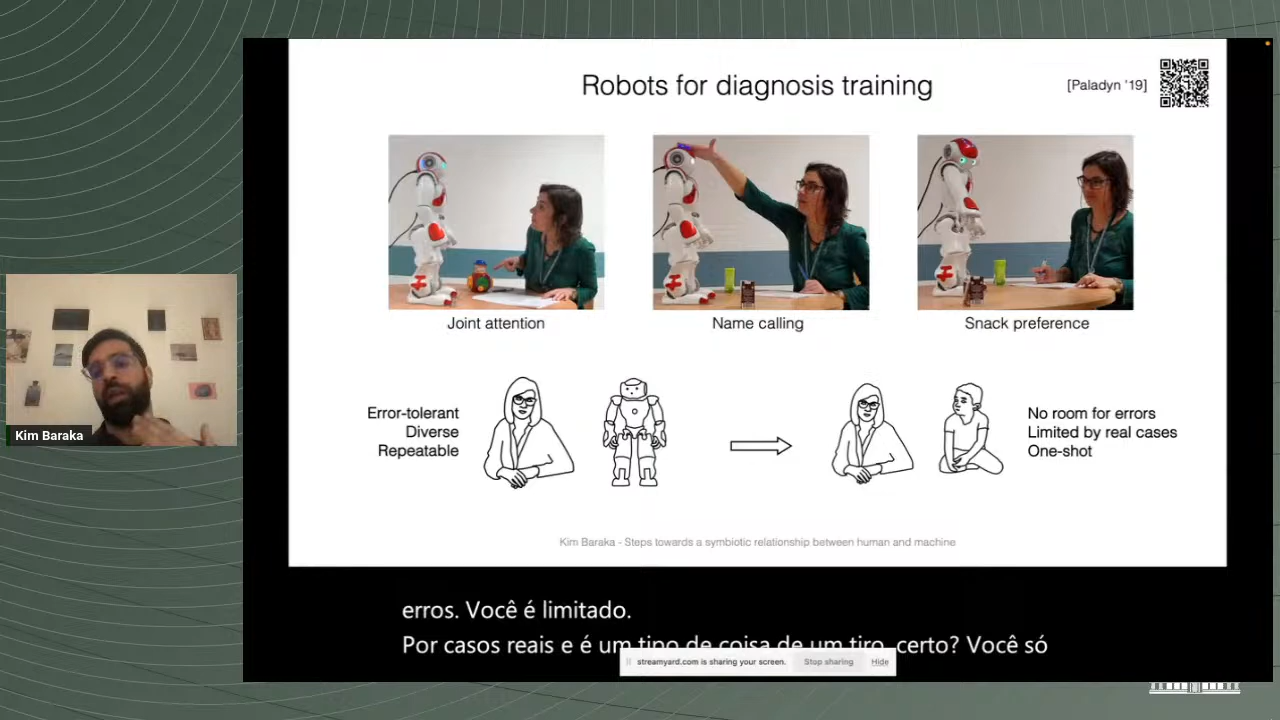 Robots for diagnosis training
[Paladyn '19]
Joint attention
Name calling
Snack preference
Error-tolerant
Diverse
Repeatable
No room for errors
Limited by real cases
One-shot
Kim Baraka
Kim Baraka - Steps towards a symbiotic relationship between human and machine
erros. Você é limitado.
Por casos reais e é um tipo de coisa de um tiro, certo? Você só
streamyard.com is sharing your screen. Stop sharing Hide